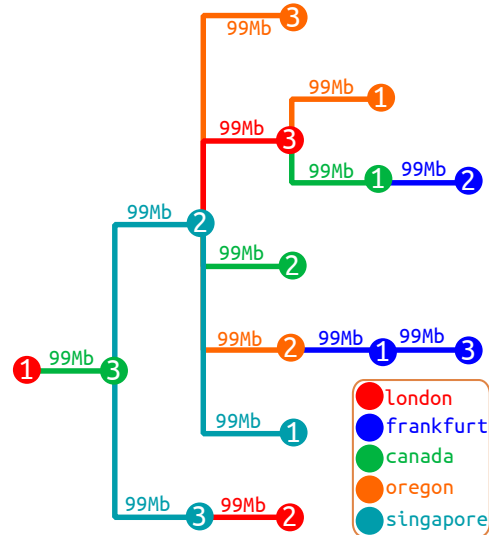 3
99Mb
99Mb 1
99Mb 3
99Mb 1 99Mb 2
99Mb 2
99Mb 2
99Mb 2 99Mb 1 99Mb 3
1 99Mb 3
london
frankfurt
99Mb 1
canada
oregon
99Mb 3 99Mb 2
singapore